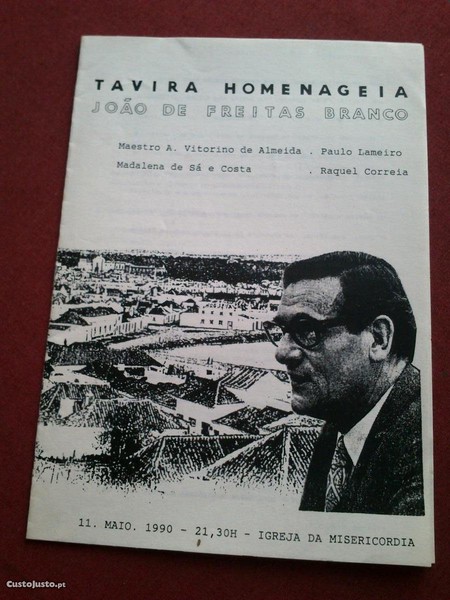 TAVIRA HOMENAGEIA
JOÃO DE FREITAS BRANCO
Maestro A. Vitorino de Almeida . Paulo Lameiro
Madalena de Sá e Costa . Raquel Correia
11. MAIO. 1990 - 21,30H - IGREJA DA MISERICORDIA
CustoJusto.pt